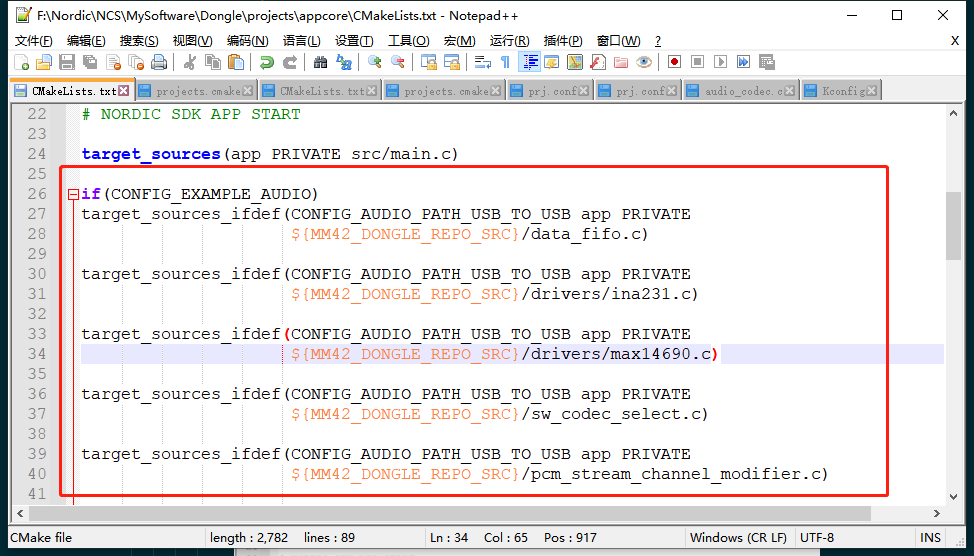 F:\Nordic\NCS\MySoftware\Dongle\projects\appcore\CMakeLists.txt - Notepad++
文件(F) 编辑(E) 搜索(S) 视图(V) 编码(N) 语言(L) 设置(T) 工具(O) 宏(M) 运行(R) 插件(P) 窗口(W) ? X
CMakeLists.txt projects.cmake CMakeLists.txt projects.cmake prj.conf prj.conf audio_codec.c Kconfig
22 # NORDIC SDK APP START
23
24 target_sources(app PRIVATE src/main.c)
25
26 if(CONFIG_EXAMPLE_AUDIO)
27 target_sources_ifdef(CONFIG_AUDIO_PATH_USB_TO_USB app PRIVATE
28 ${MM42_DONGLE_REPO_SRC}/data_fifo.c)
29
30 target_sources_ifdef(CONFIG_AUDIO_PATH_USB_TO_USB app PRIVATE
31 ${MM42_DONGLE_REPO_SRC}/drivers/ina231.c)
32
33 target_sources_ifdef(CONFIG_AUDIO_PATH_USB_TO_USB app PRIVATE
34 ${MM42_DONGLE_REPO_SRC}/drivers/max14690.c)
35
36 target_sources_ifdef(CONFIG_AUDIO_PATH_USB_TO_USB app PRIVATE
37 ${MM42_DONGLE_REPO_SRC}/sw_codec_select.c)
38
39 target_sources_ifdef(CONFIG_AUDIO_PATH_USB_TO_USB app PRIVATE
40 ${MM42_DONGLE_REPO_SRC}/pcm_stream_channel_modifier.c)
41
CMake file length : 2,782 lines : 89 Ln : 34 Col : 65 Pos : 917 Windows (CR LF) UTF-8 INS